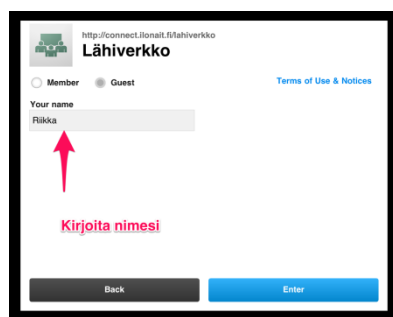 http://connect.ilonait.fi/lahiverkko
Lähiverkko
Member Guest Terms of Use & Notices
Your name
Riikka
Kirjoita nimesi
Back Enter